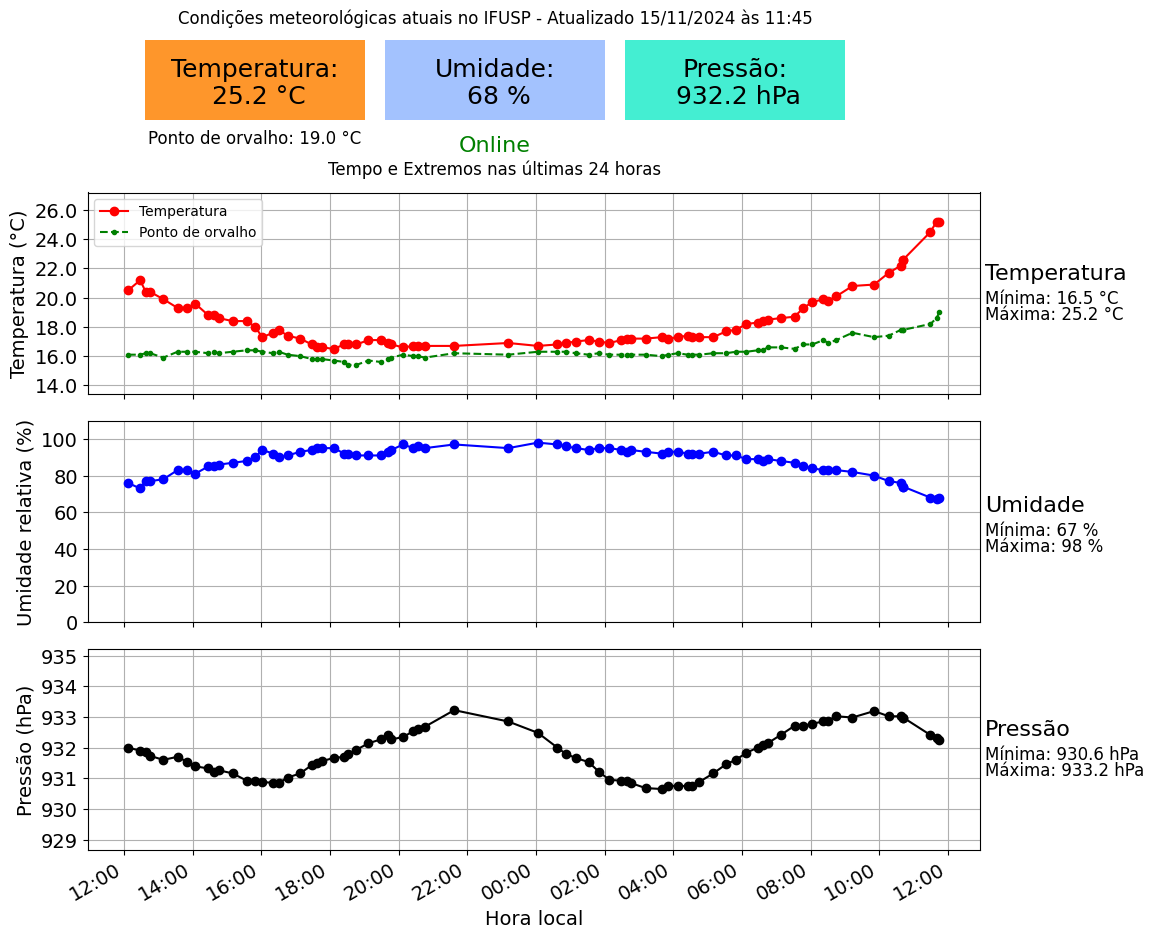 Condições meteorológicas atuais no IFUSP - Atualizado 15/11/2024 às 11:45
Temperatura:
25.2 °C
Umidade:
68 %
Pressão:
932.2 hPa
Ponto de orvalho: 19.0 °C
Online
Tempo e Extremos nas últimas 24 horas
Temperatura (°C)
26.0
24.0
22.0
20.0
18.0
16.0
14.0
Temperatura
Ponto de orvalho
Temperatura
Mínima: 16.5 °C
Máxima: 25.2 °C
Umidade relativa (%)
100
80
60
40
20
0
Umidade
Mínima: 67 %
Máxima: 98 %
Pressão (hPa)
935
934
933
932
931
930
929
Pressão
Mínima: 930.6 hPa
Máxima: 933.2 hPa
12:00 14:00 16:00 18:00 20:00 22:00 00:00 02:00 04:00 06:00 08:00 10:00 12:00
Hora local